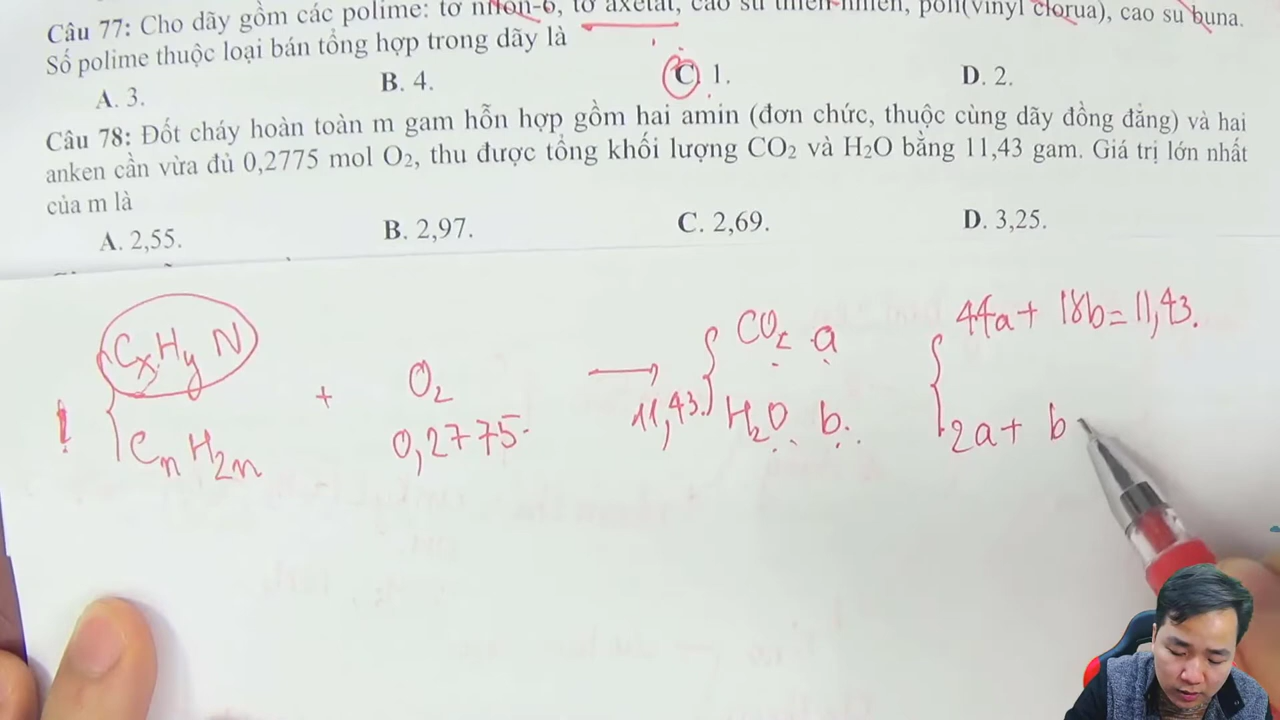 Câu 77: Cho dãy gồm các polime: tơ nilon-6, tơ axetat, cao su thiên nhiên, poli(vinyl clorua), cao su buna.
Số polime thuộc loại bán tổng hợp trong dãy là
A. 3. B. 4. C. 1. D. 2.
Câu 78: Đốt cháy hoàn toàn m gam hỗn hợp gồm hai amin (đơn chức, thuộc cùng dãy đồng đẳng) và hai
anken cần vừa đủ 0,2775 mol O₂, thu được tổng khối lượng CO₂ và H₂O bằng 11,43 gam. Giá trị lớn nhất
của m là
A. 2,55. B. 2,97. C. 2,69. D. 3,25.
CxHyN + O₂ → CO₂ a 44a + 18b = 11,43.
CnH2n 0,2775 11,43. H₂O b. 2a + b